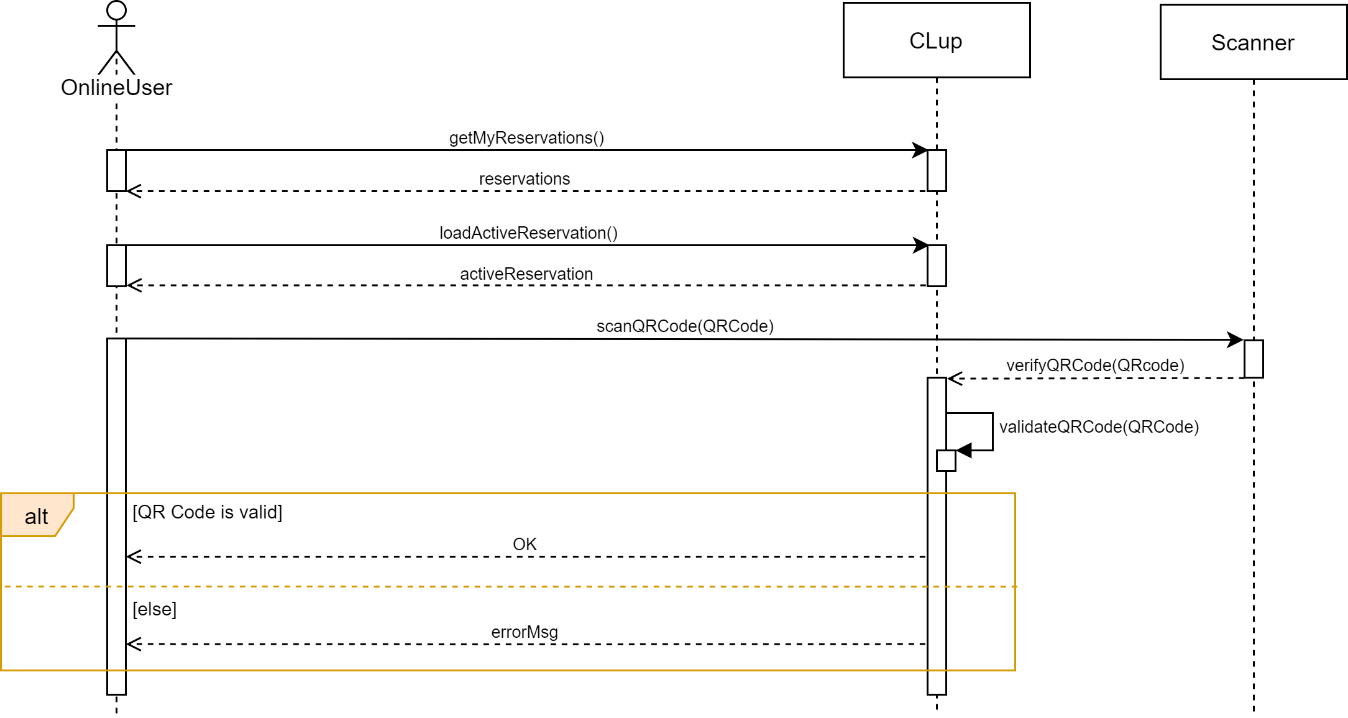 OnlineUser
CLup
Scanner
getMyReservations()
reservations
loadActiveReservation()
activeReservation
scanQRCode(QRCode)
verifyQRCode(QRcode)
validateQRCode(QRCode)
alt
[QR Code is valid]
OK
[else]
errorMsg